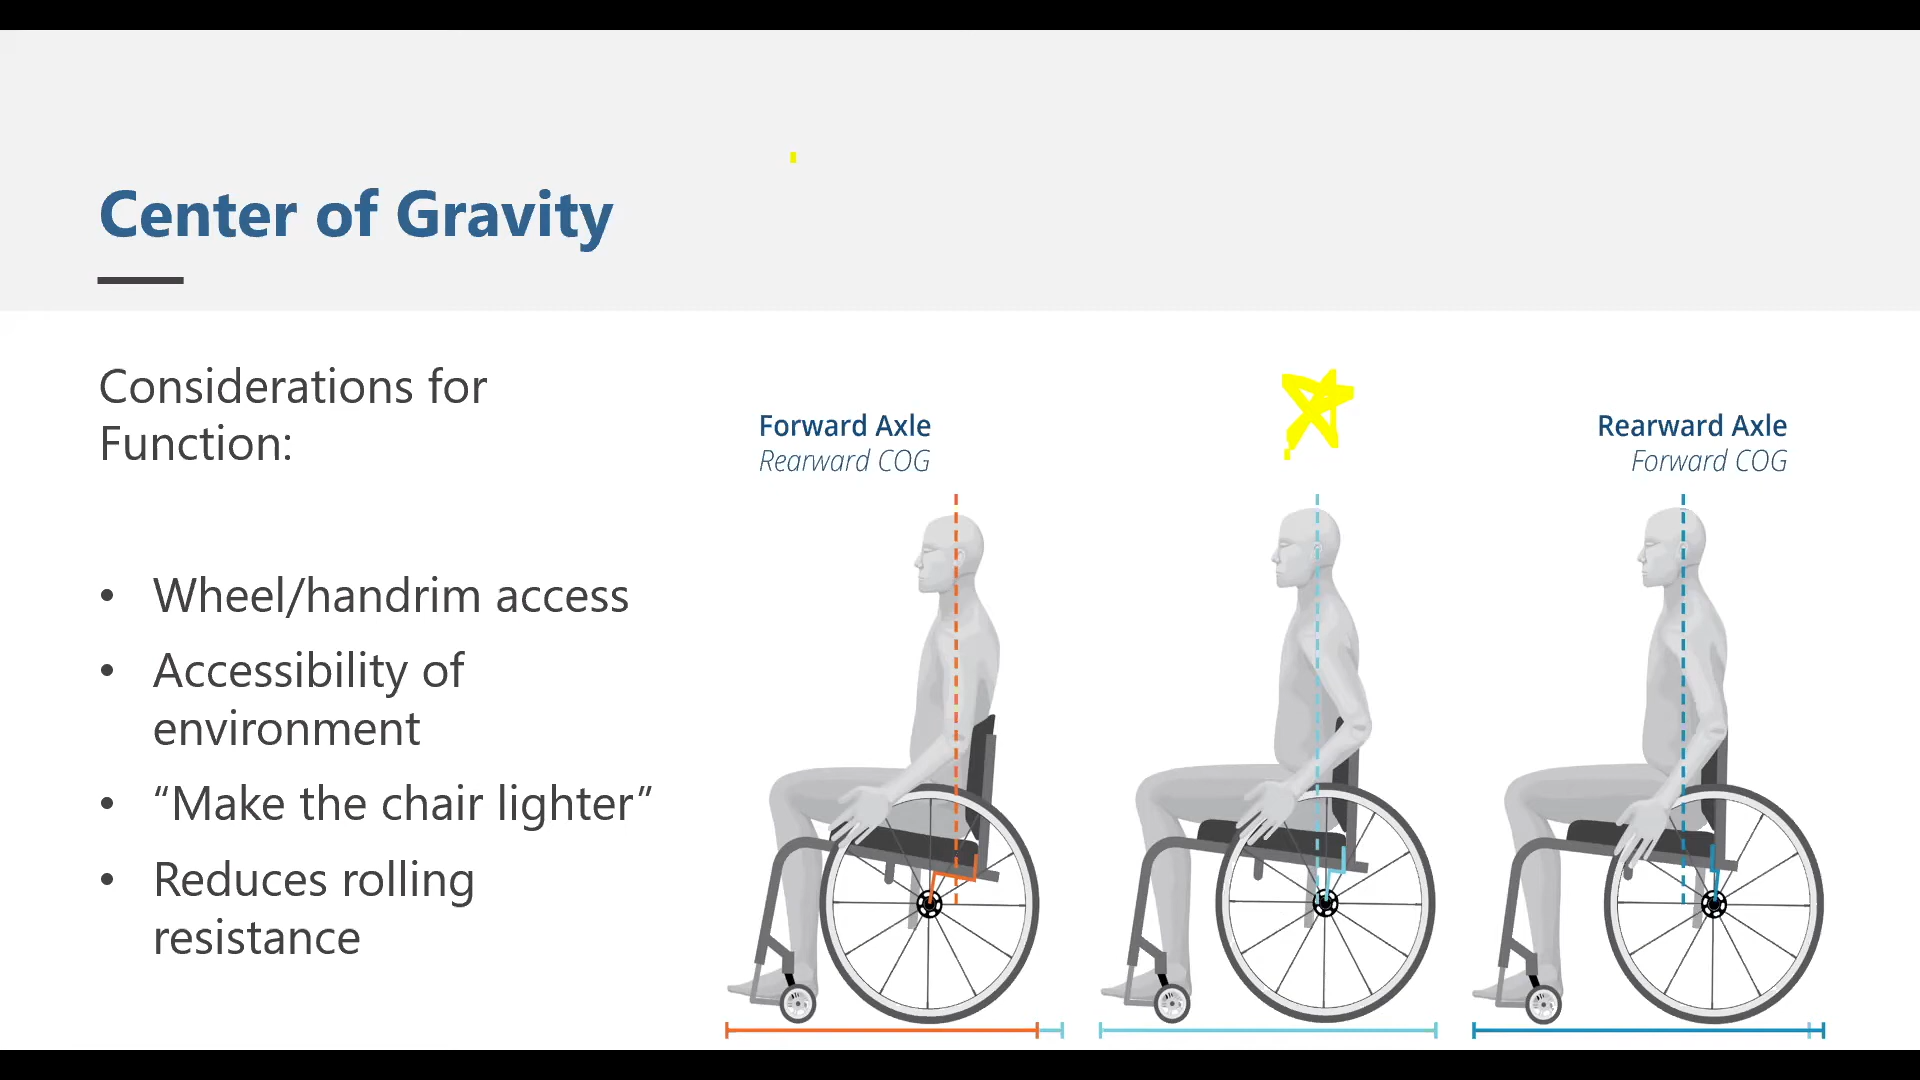 Center of Gravity
Considerations for
Function:
• Wheel/handrim access
• Accessibility of
environment
• “Make the chair lighter”
• Reduces rolling
resistance
Forward Axle
Rearward COG
Rearward Axle
Forward COG